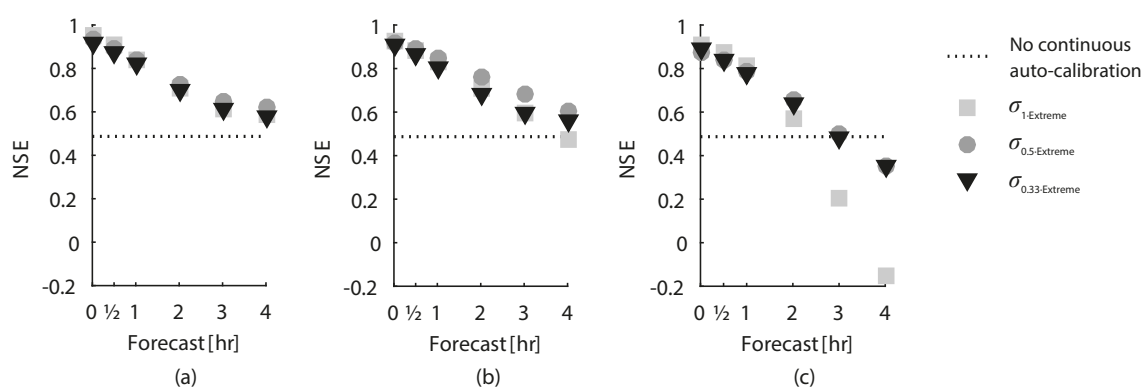 1
0.8
0.6
0.4
0.2
0
-0.2
NSE
0 ½ 1 2 3 4
Forecast [hr]
(a)
1
0.8
0.6
0.4
0.2
0
-0.2
NSE
0 ½ 1 2 3 4
Forecast [hr]
(b)
1
0.8
0.6
0.4
0.2
0
-0.2
NSE
0 ½ 1 2 3 4
Forecast [hr]
(c)
No continuous
auto-calibration
σ1-Extreme
σ0.5-Extreme
σ0.33-Extreme